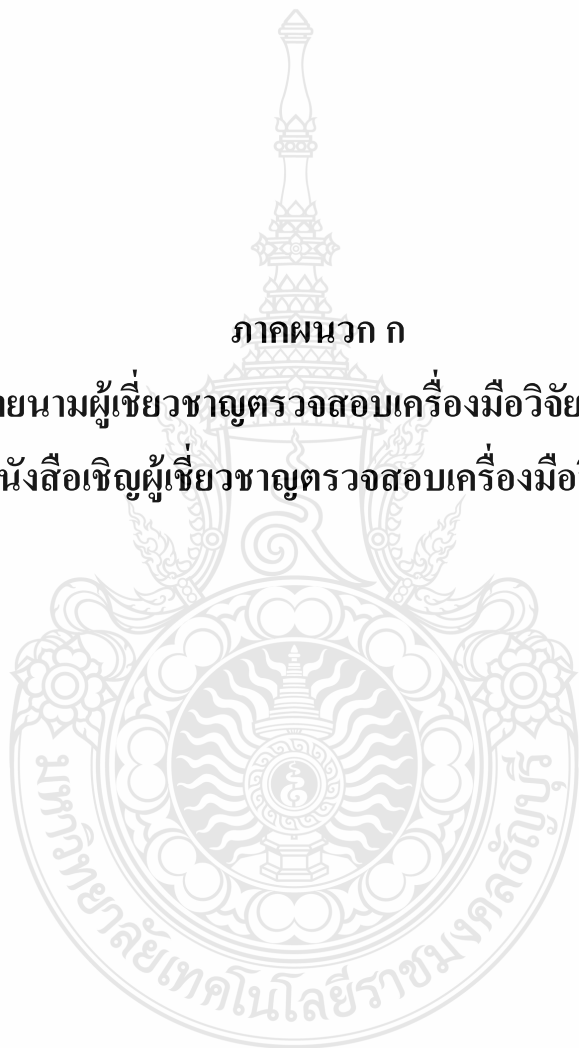 ภาคผนวก ก
ายนามผู้เชี่ยวชาญตรวจสอบเครื่องมือวิจัย
นังสือเชิญผู้เชี่ยวชาญตรวจสอบเครื่องมือวิ
มหาวิทยาลัยเทคโนโลยีราชมงคลธัญบุรี